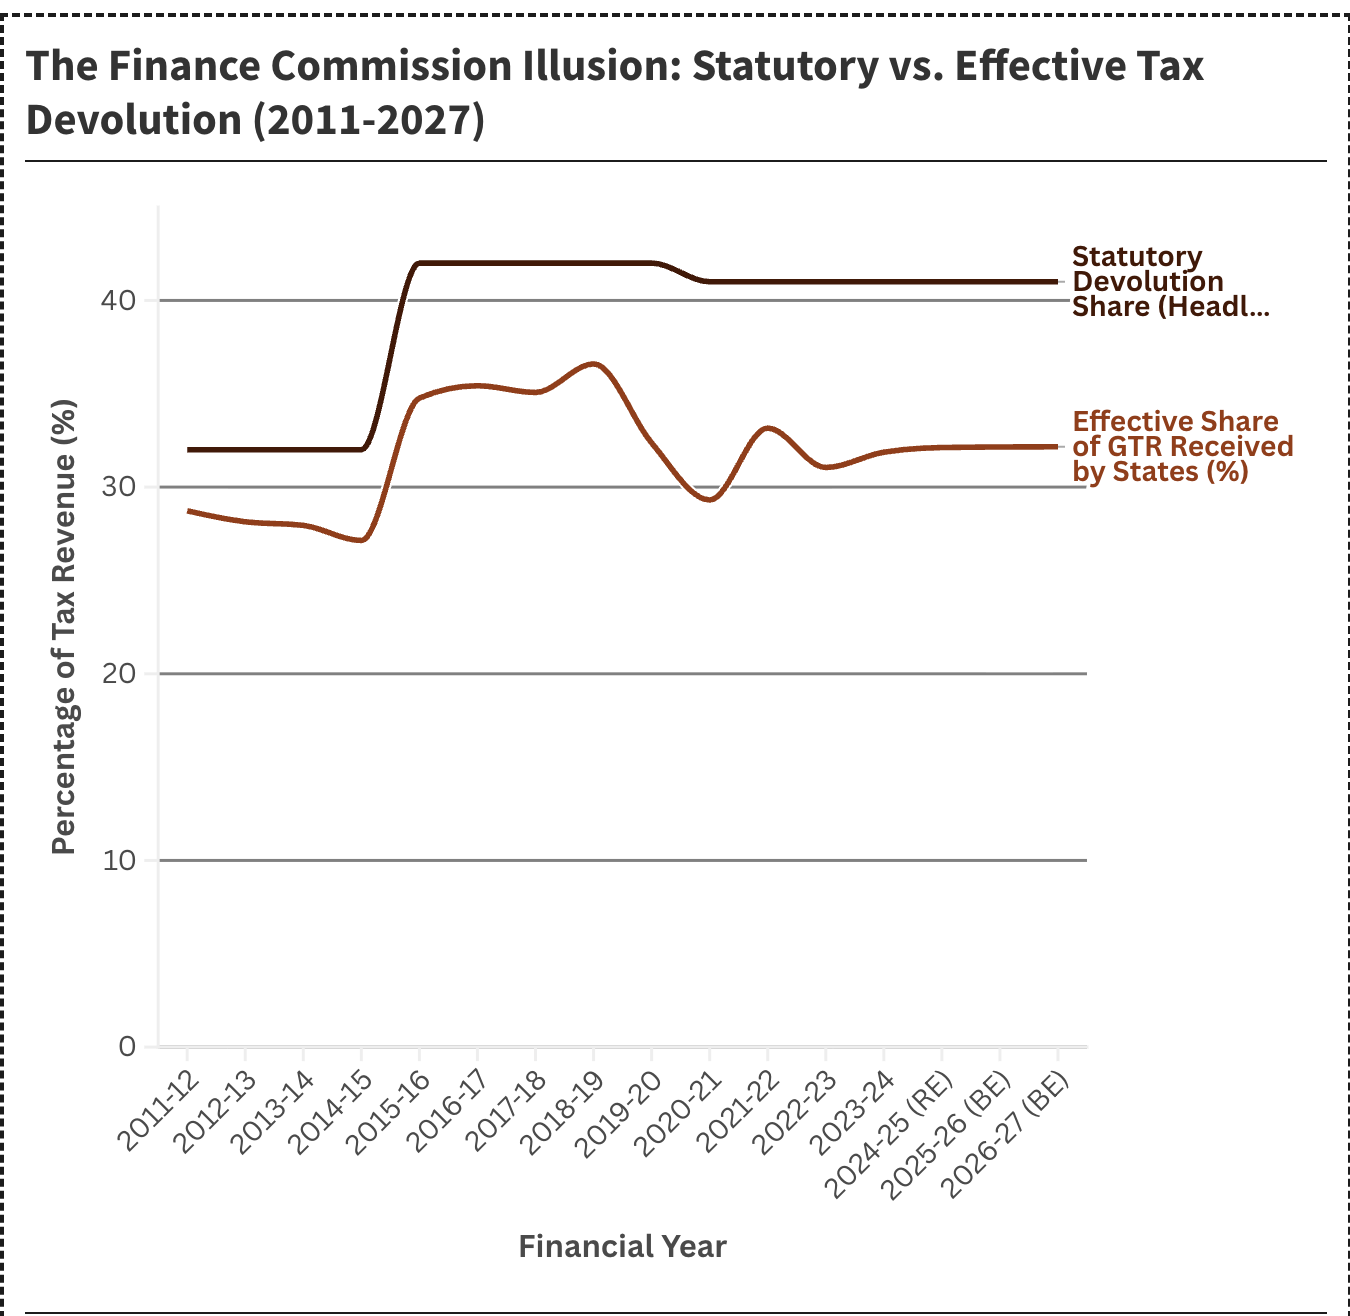 The Finance Commission Illusion: Statutory vs. Effective Tax
Devolution (2011-2027)
Statutory
Devolution
Share (Headl...
Effective Share
of GTR Received
by States (%)
Percentage of Tax Revenue (%)
40
30
20
10
0
2011-12
2012-13
2013-14
2014-15
2015-16
2016-17
2017-18
2018-19
2019-20
2020-21
2021-22
2022-23
2023-24
2024-25 (RE)
2025-26 (BE)
2026-27 (BE)
Financial Year